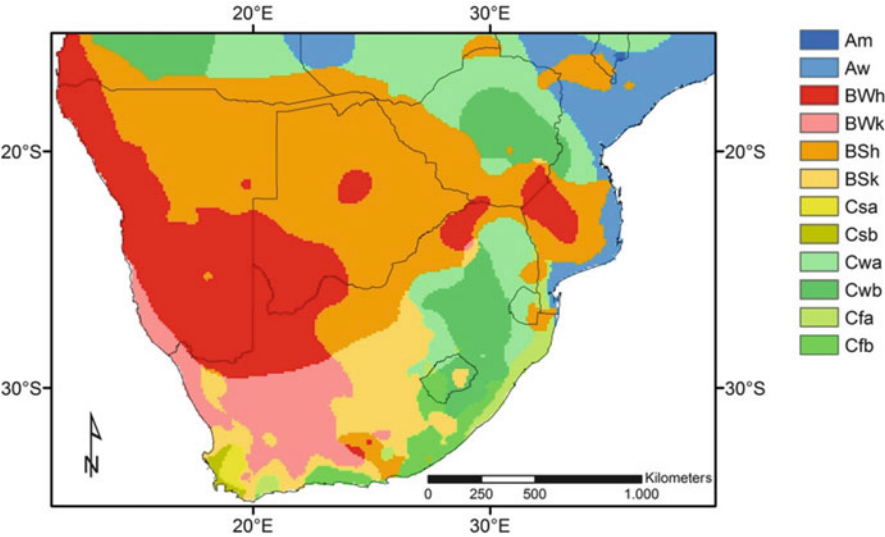 20°E 30°E
20°S 20°S
30°S 30°S
N
Kilometers
0 250 500 1.000
20°E 30°E
Am
Aw
BWh
BWk
BSh
BSk
Csa
Csb
Cwa
Cwb
Cfa
Cfb